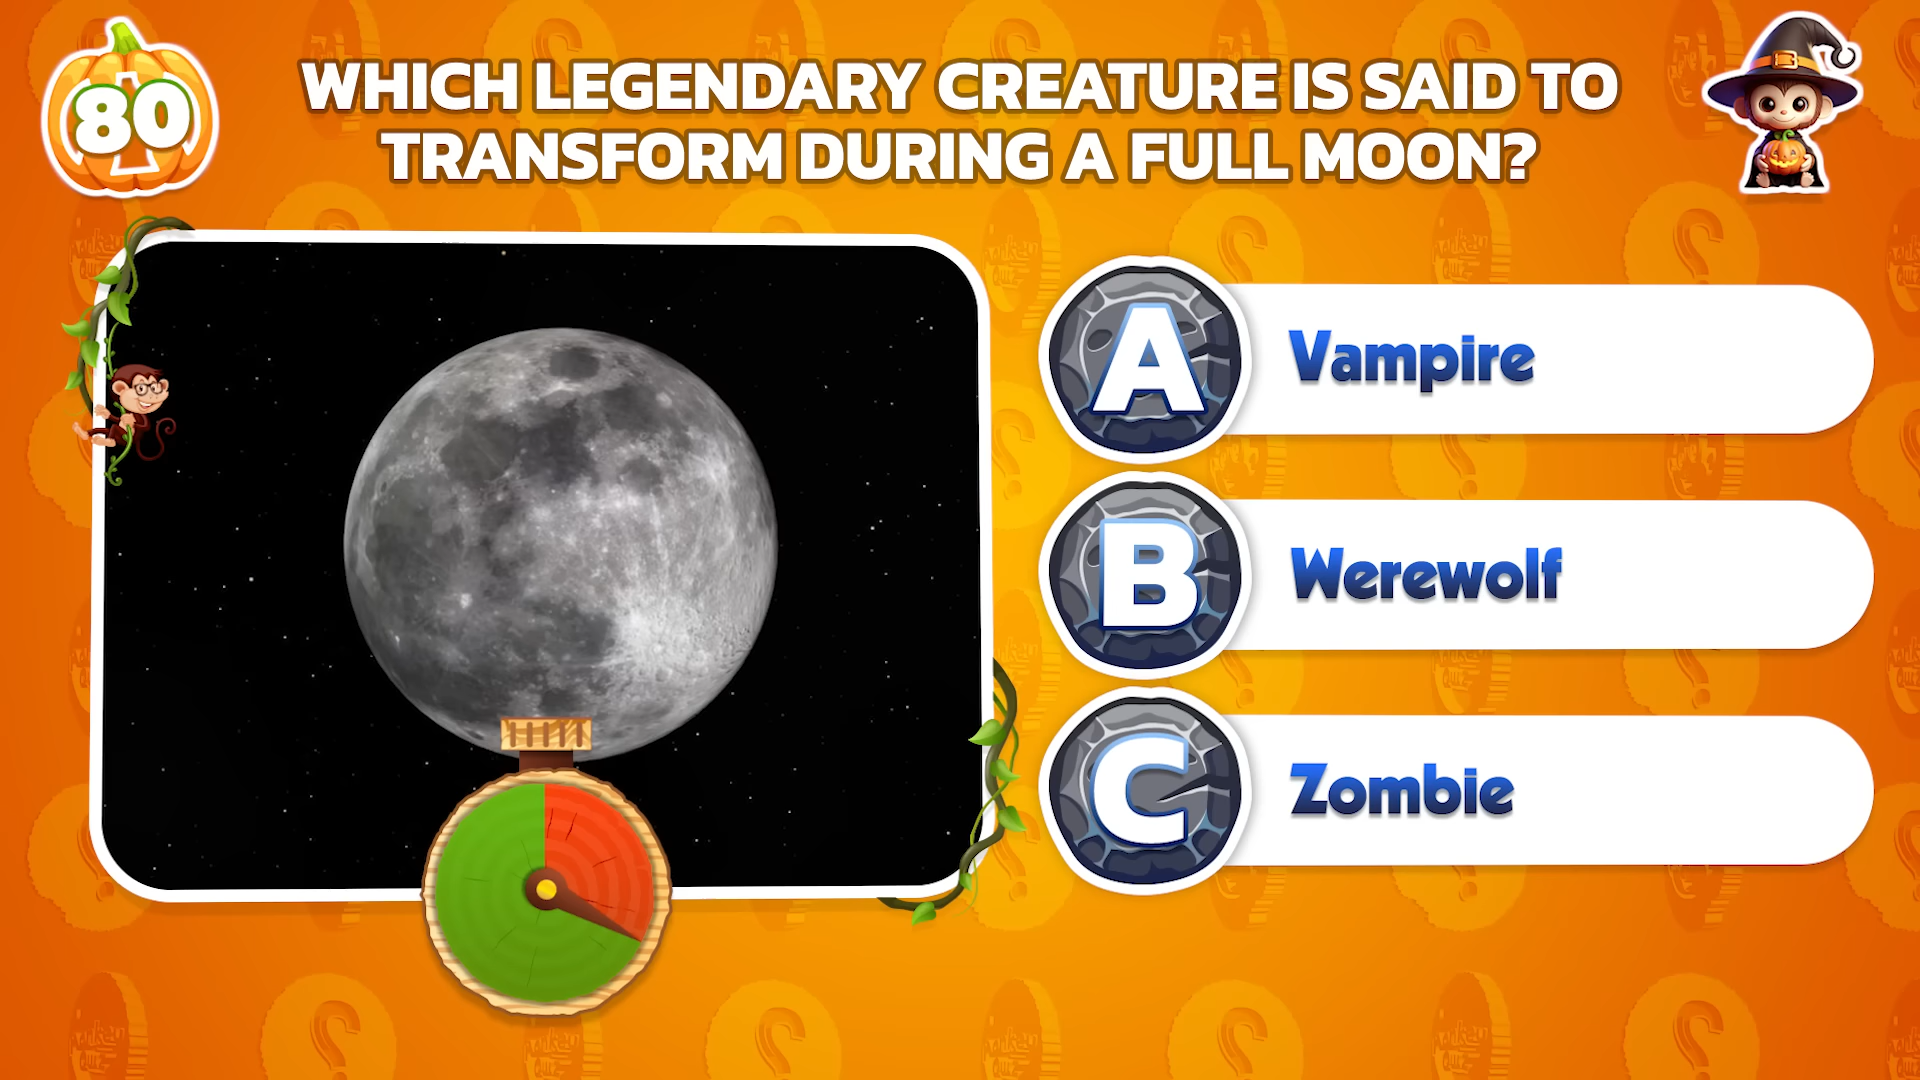 80
WHICH LEGENDARY CREATURE IS SAID TO
TRANSFORM DURING A FULL MOON?
A
Vampire
B
Werewolf
C
Zombie